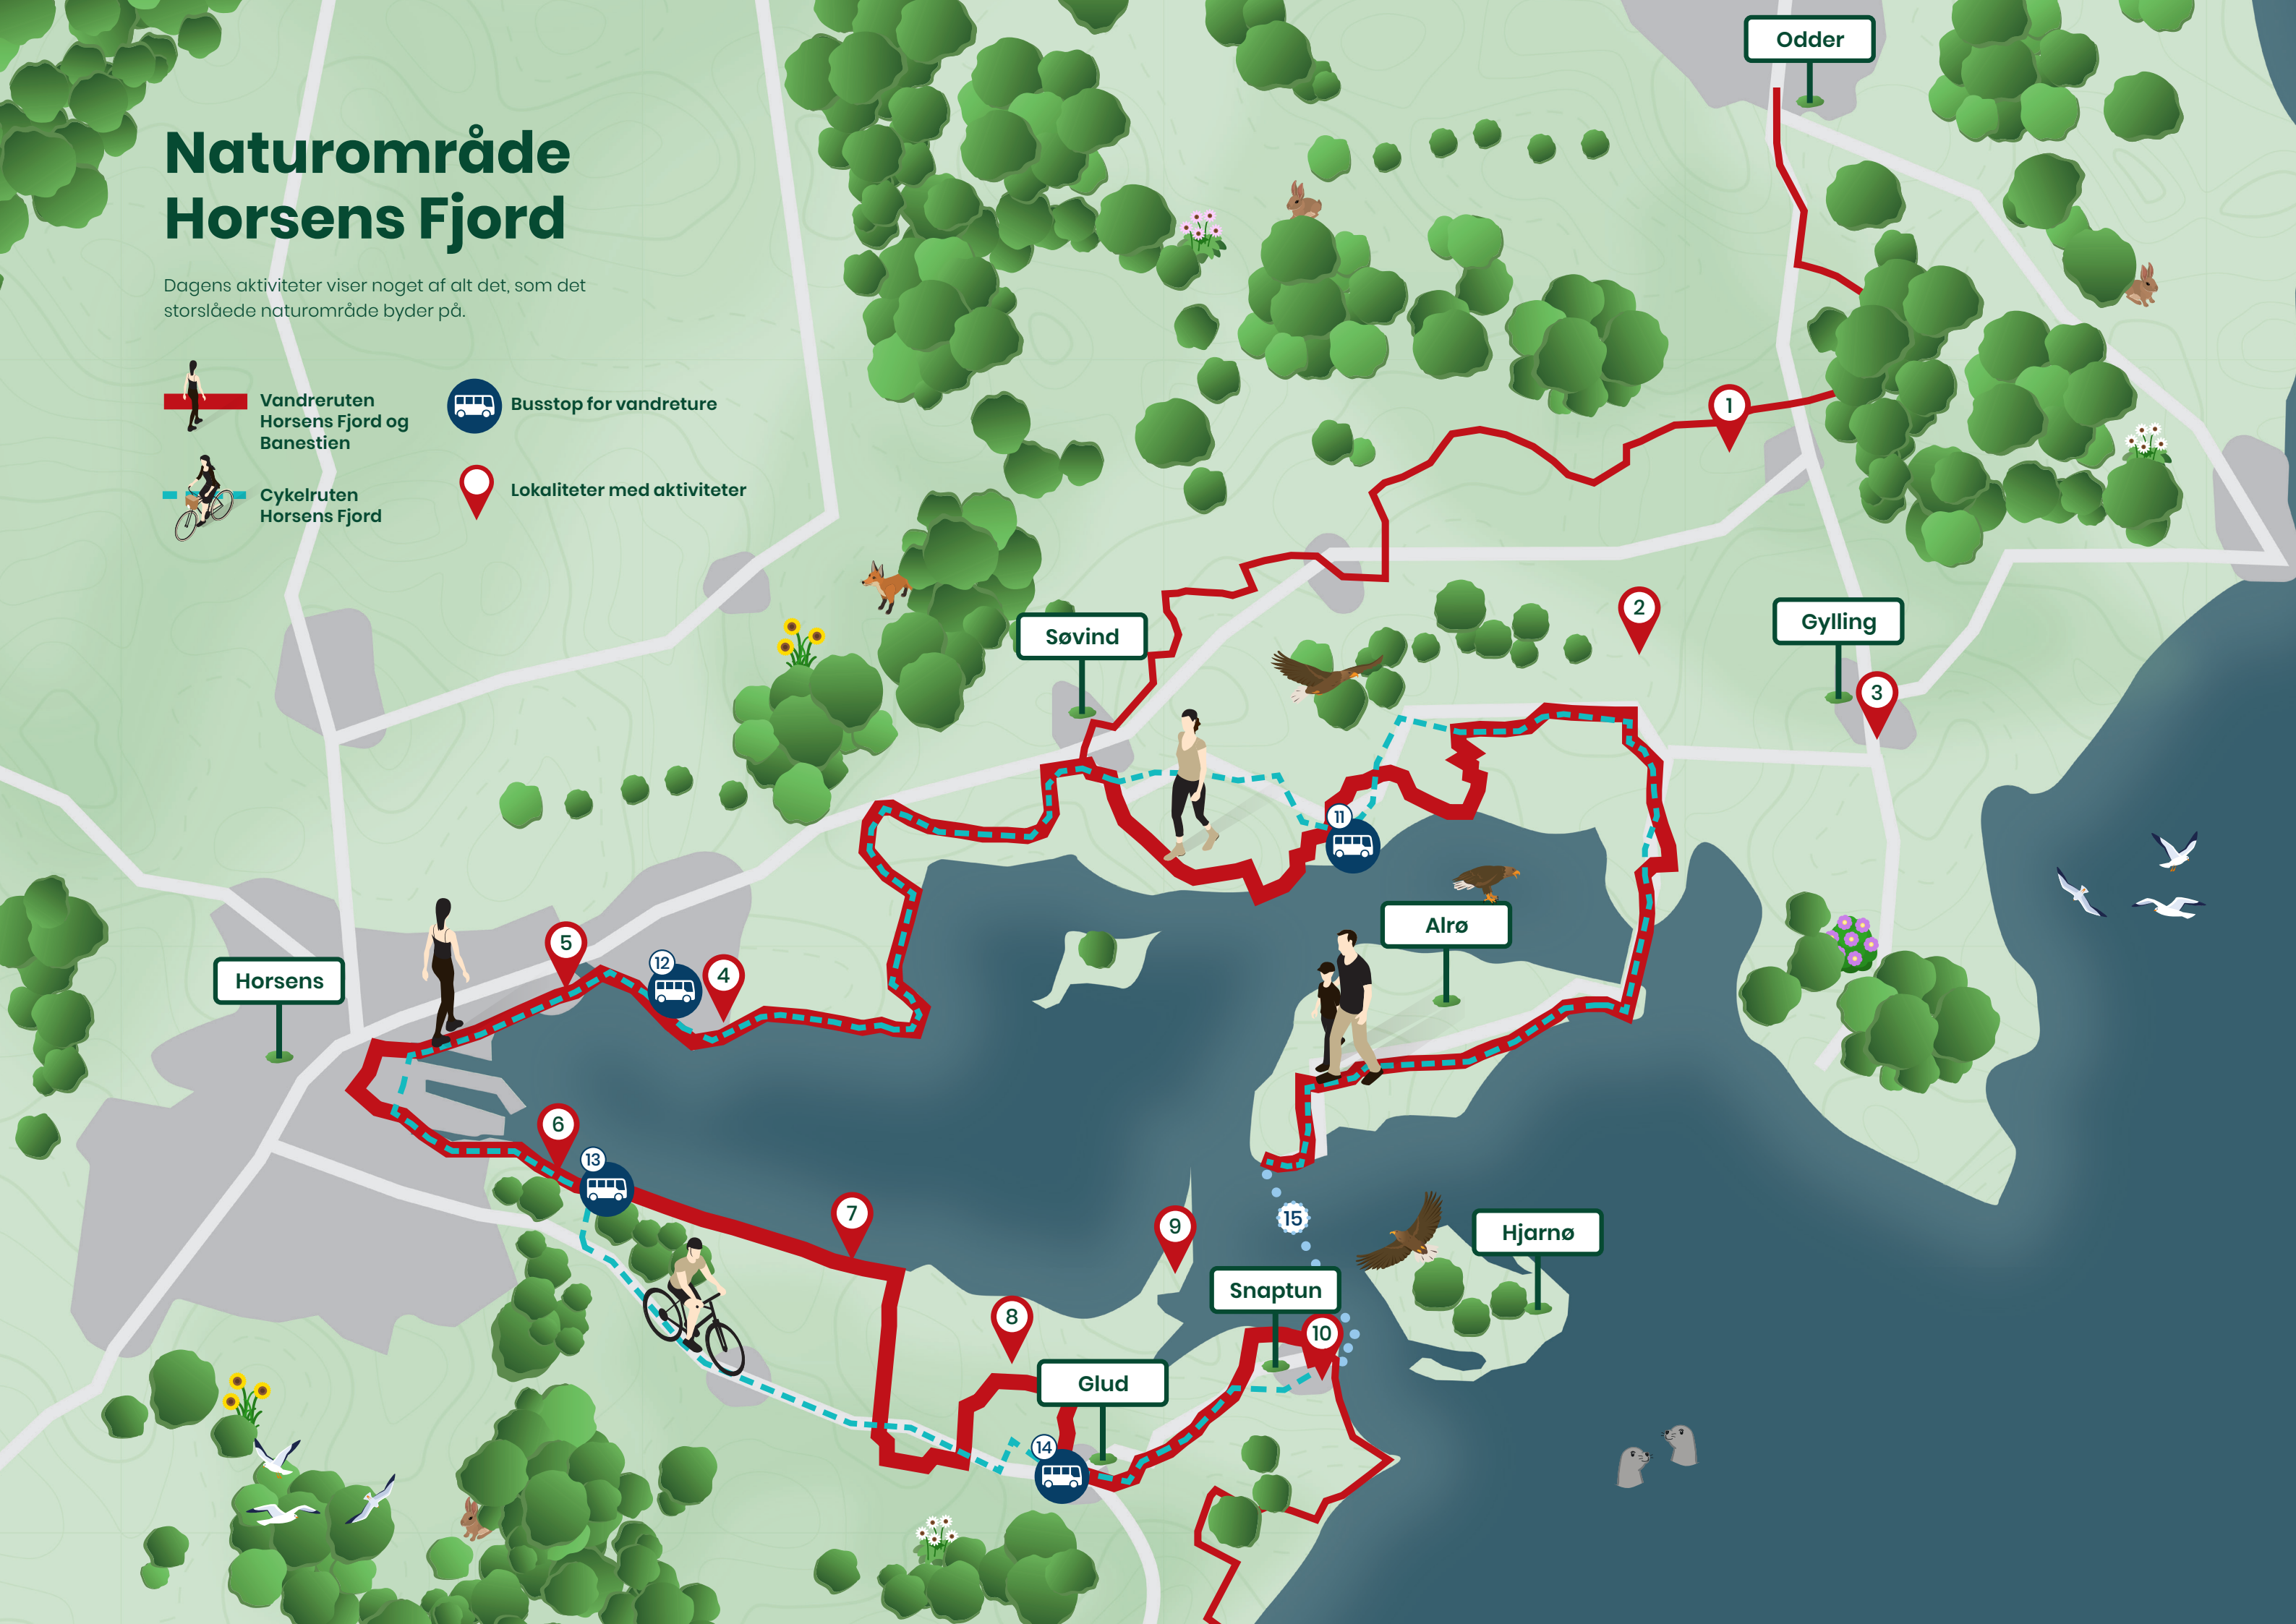 Naturområde
Horsens Fjord
Dagens aktiviteter viser noget af alt det, som det
storslåede naturområde byder på.
Vandreruten
Horsens Fjord og
Banestien
Busstop for vandreture
Cykelruten
Horsens Fjord
Lokaliteter med aktiviteter
Odder
1
2
Gylling
3
Søvind
11
Alrø
5
12
4
Horsens
6
13
7
9
15
Hjarnø
Snaptun
8
10
Glud
14